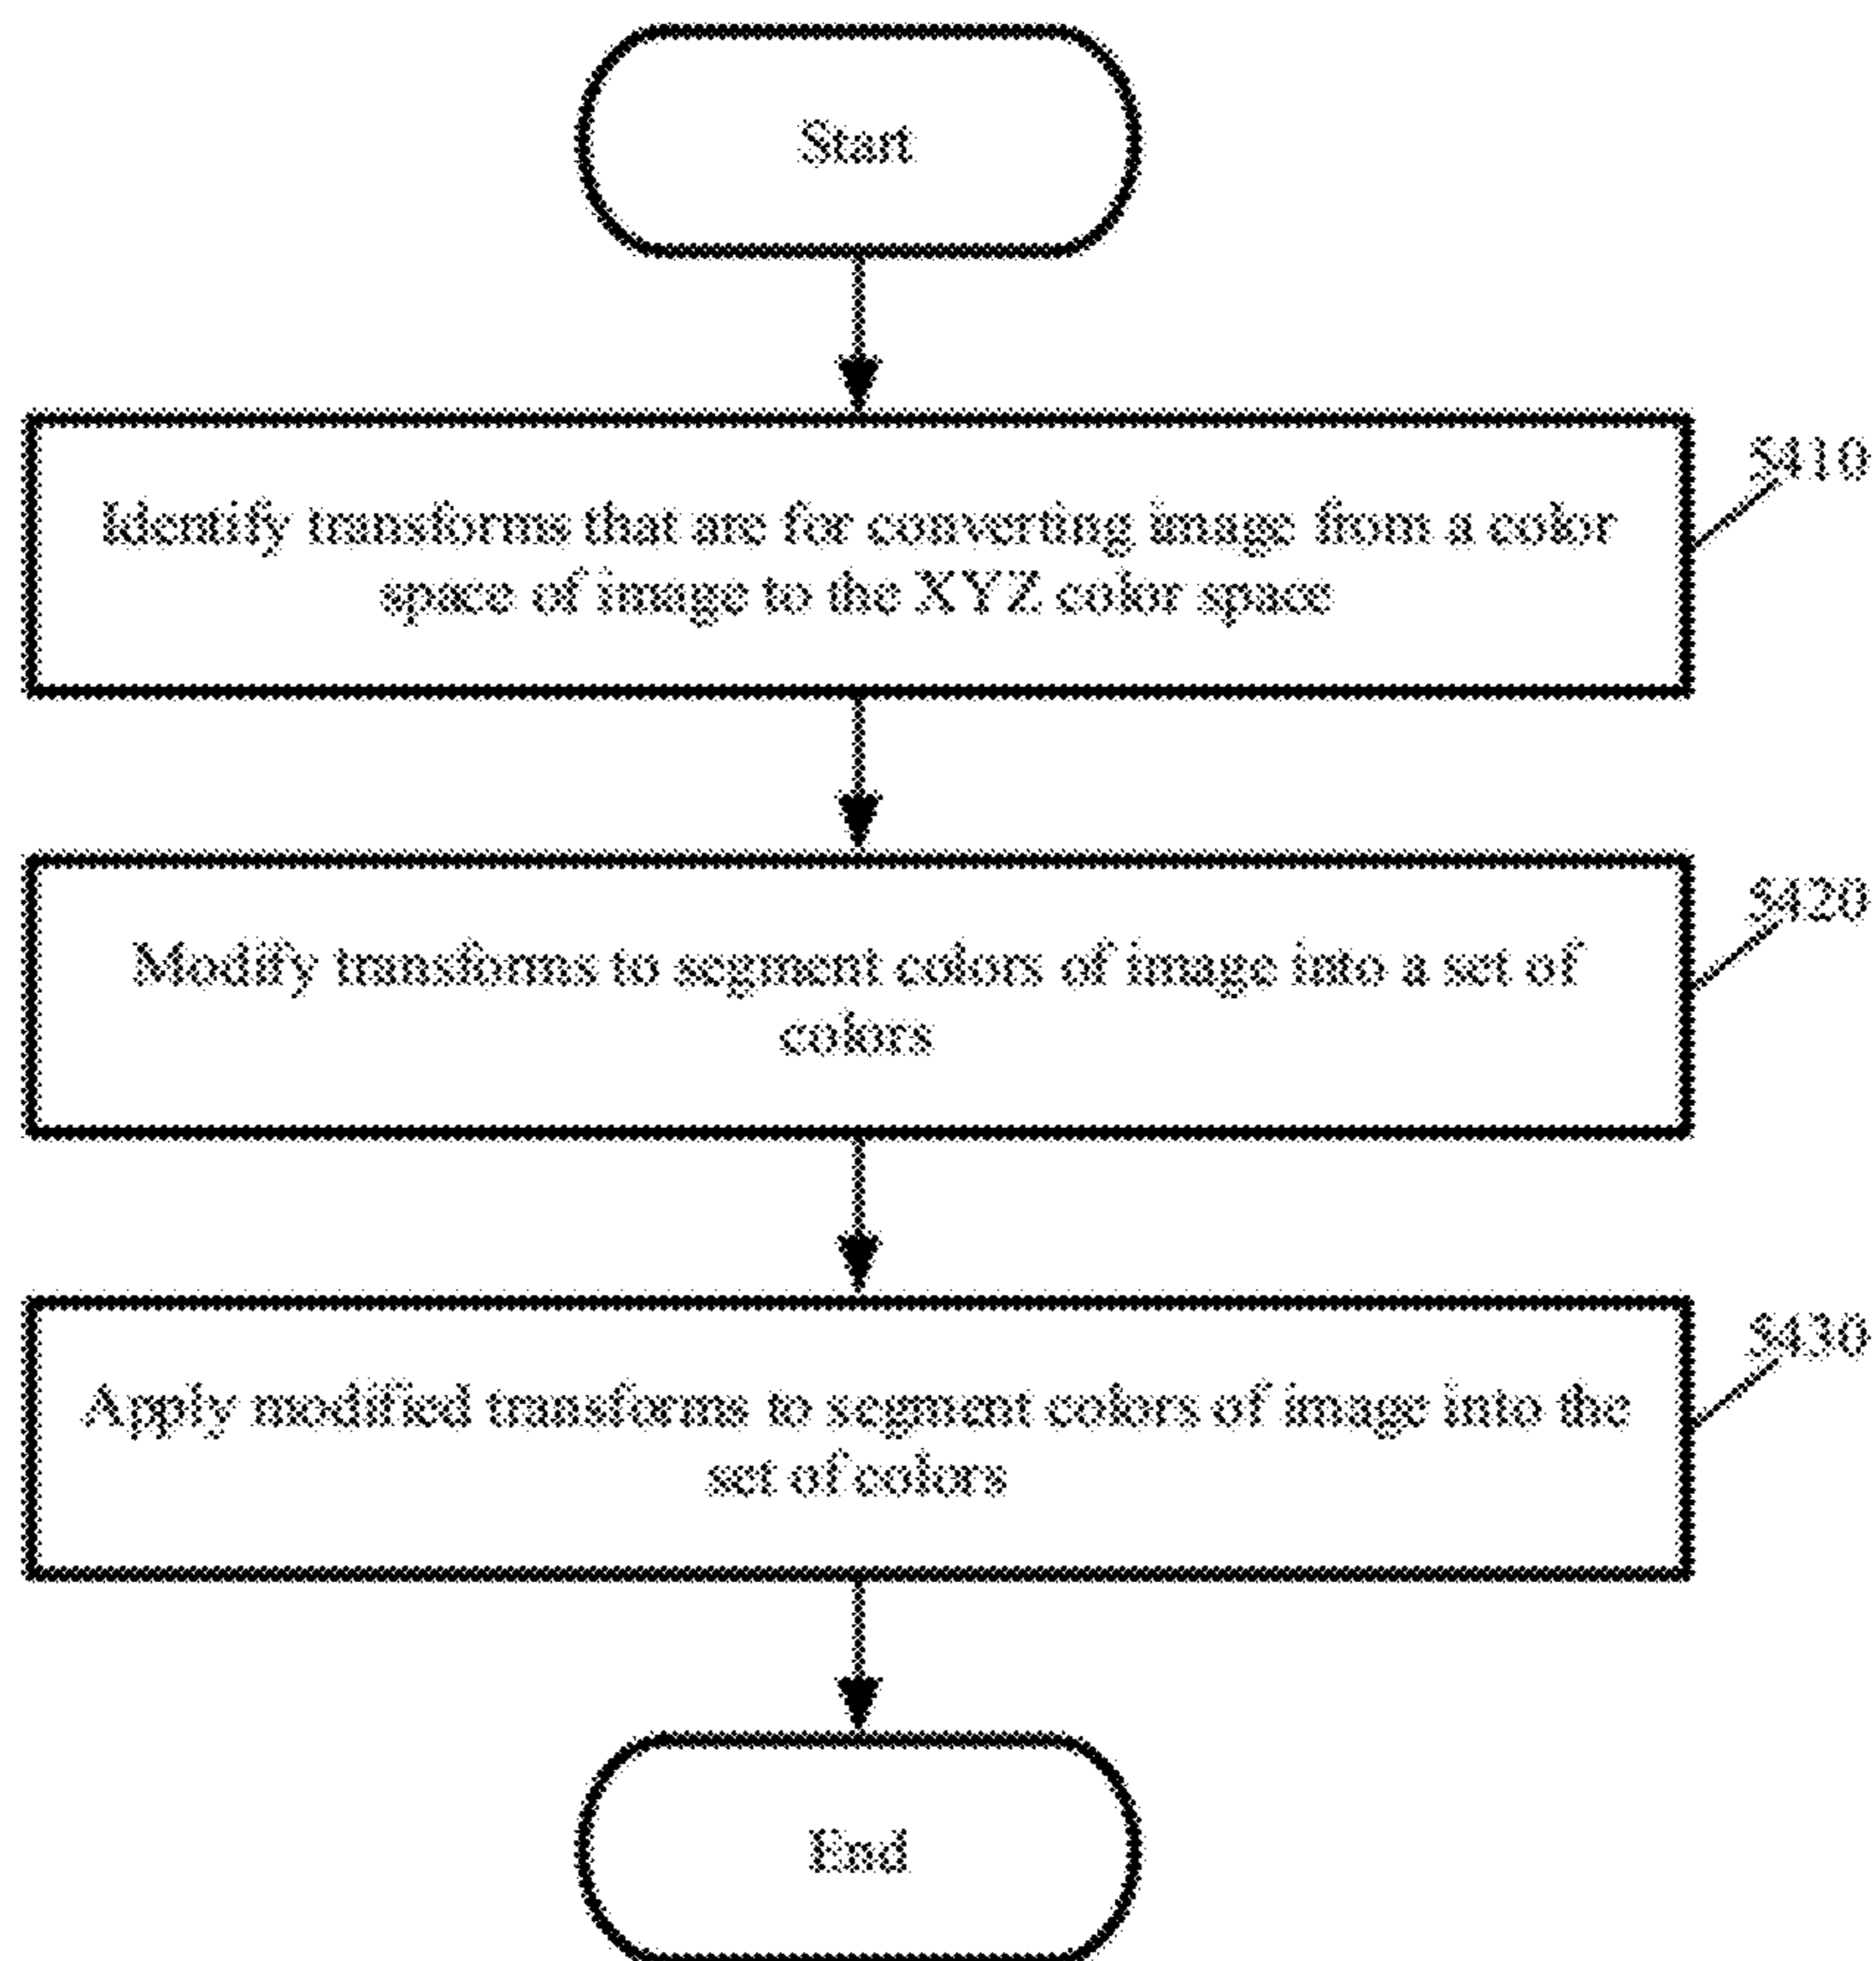 Start
S410
Identify transforms that are for converting image from a color
space of image to the XYZ color space
S420
Modify transforms to segment colors of image into a set of
colors
S430
Apply modified transforms to segment colors of image into the
set of colors
End